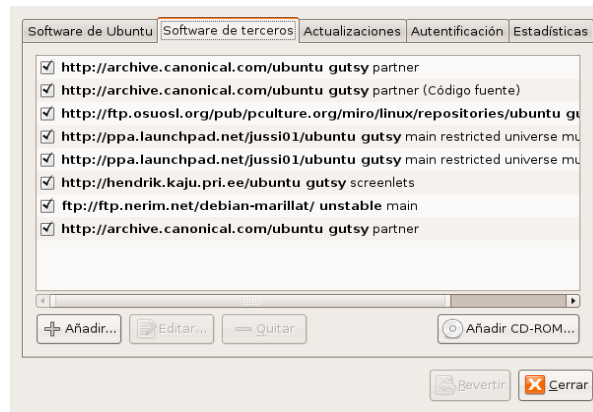 Software de Ubuntu Software de terceros Actualizaciones Autentificación Estadísticas
http://archive.canonical.com/ubuntu gutsy partner
http://archive.canonical.com/ubuntu gutsy partner (Código fuente)
http://ftp.osuosl.org/pub/pculture.org/miro/linux/repositories/ubuntu gu
http://ppa.launchpad.net/jussi01/ubuntu gutsy main restricted universe mu
http://ppa.launchpad.net/jussi01/ubuntu gutsy main restricted universe mu
http://hendrik.kaju.pri.ee/ubuntu gutsy screenlets
ftp://ftp.nerim.net/debian-marillat/ unstable main
http://archive.canonical.com/ubuntu gutsy partner
Añadir... Editar... Quitar Añadir CD-ROM...
Revertir Cerrar